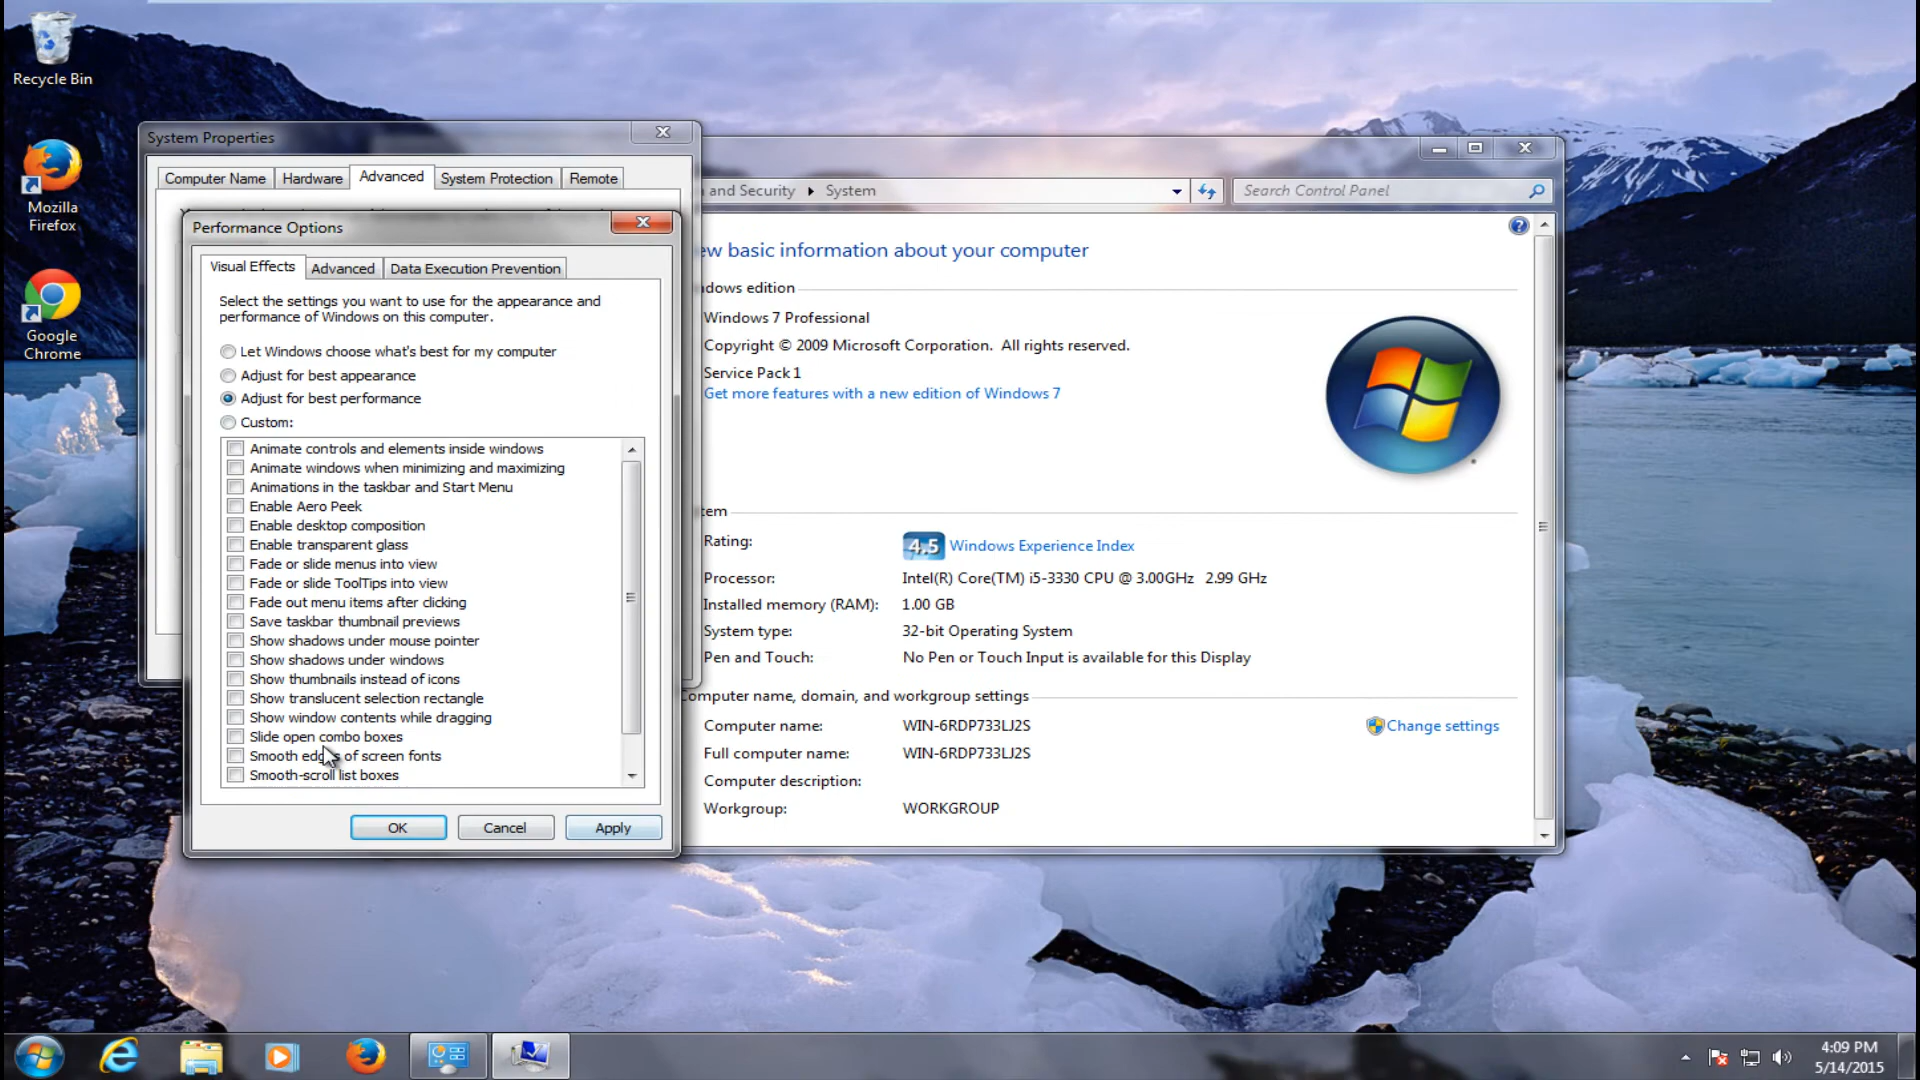 Recycle Bin
Mozilla
Firefox
Google
Chrome
System Properties
Computer Name
Hardware
Advanced
System Protection
Remote
Performance Options
Visual Effects
Advanced
Data Execution Prevention
Select the settings you want to use for the appearance and
performance of Windows on this computer.
Let Windows choose what's best for my computer
Adjust for best appearance
Adjust for best performance
Custom:
Animate controls and elements inside windows
Animate windows when minimizing and maximizing
Animations in the taskbar and Start Menu
Enable Aero Peek
Enable desktop composition
Enable transparent glass
Fade or slide menus into view
Fade or slide ToolTips into view
Fade out menu items after clicking
Save taskbar thumbnail previews
Show shadows under mouse pointer
Show shadows under windows
Show thumbnails instead of icons
Show translucent selection rectangle
Show window contents while dragging
Slide open combo boxes
Smooth edges of screen fonts
Smooth-scroll list boxes
OK
Cancel
Apply
and Security
System
Search Control Panel
ew basic information about your computer
dows edition
Windows 7 Professional
Copyright © 2009 Microsoft Corporation. All rights reserved.
Service Pack 1
Get more features with a new edition of Windows 7
tem
Rating:
4.5 Windows Experience Index
Processor:
Intel(R) Core(TM) i5-3330 CPU @ 3.00GHz 2.99 GHz
Installed memory (RAM):
1.00 GB
System type:
32-bit Operating System
Pen and Touch:
No Pen or Touch Input is available for this Display
Computer name, domain, and workgroup settings
Computer name:
WIN-6RDP733LJ2S
Change settings
Full computer name:
WIN-6RDP733LJ2S
Computer description:
Workgroup:
WORKGROUP
4:09 PM
5/14/2015